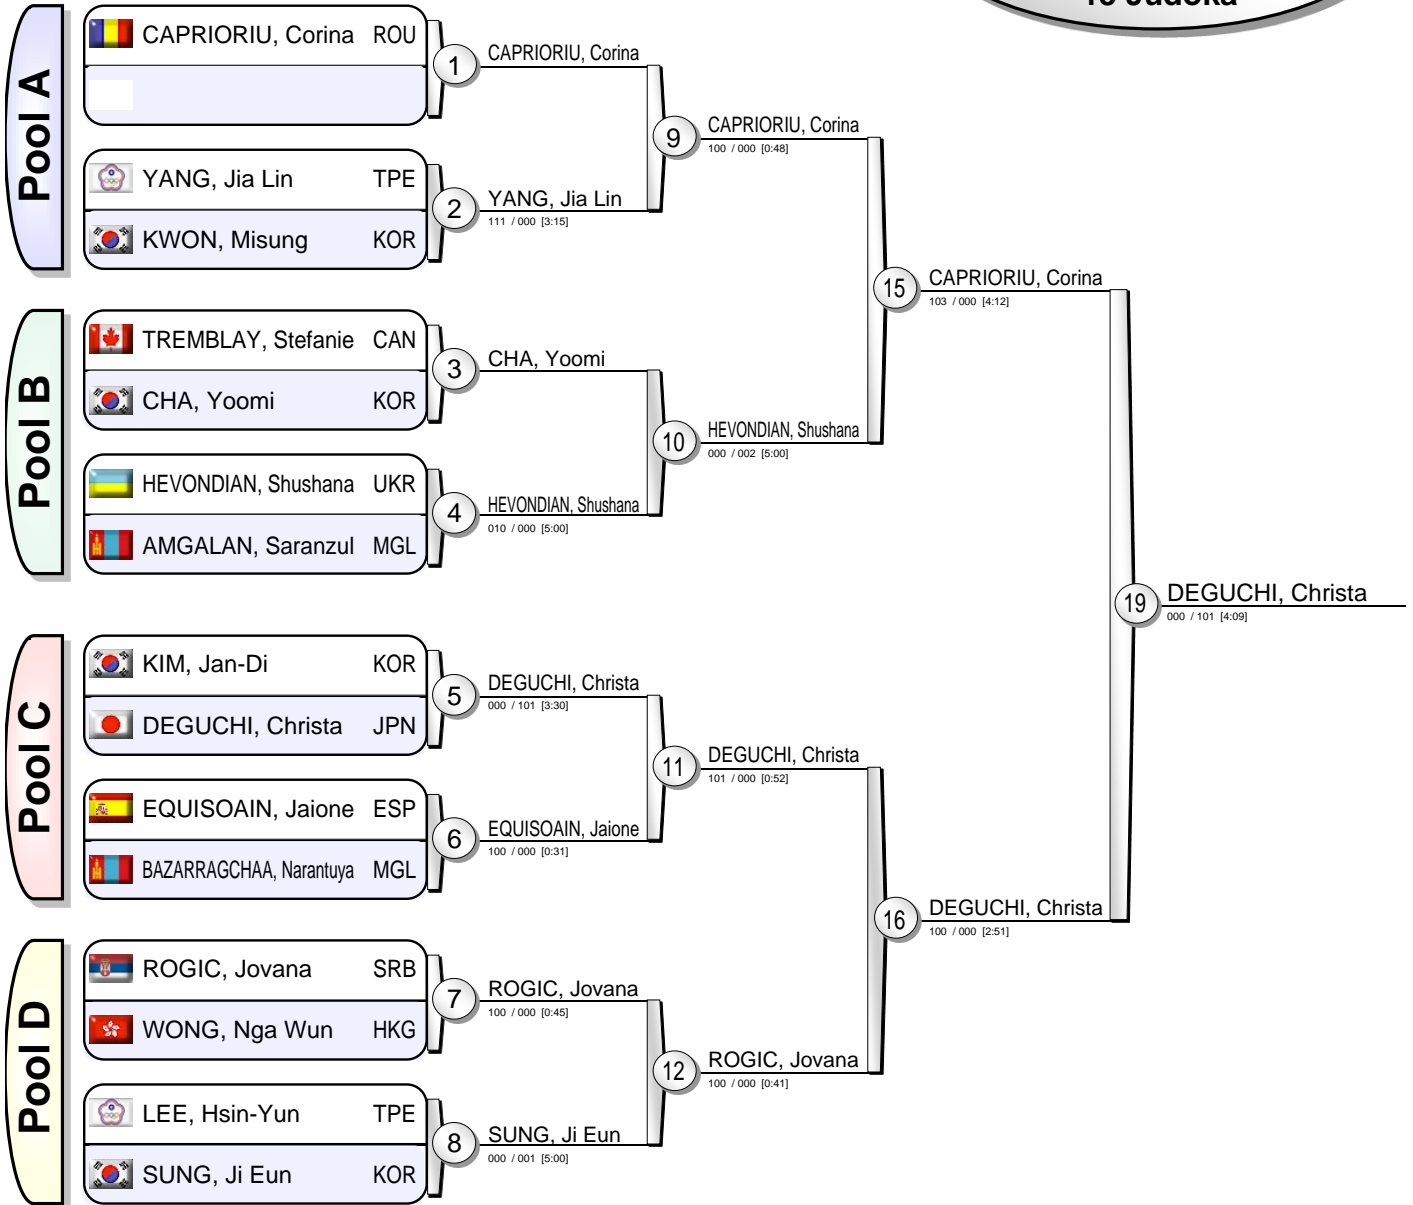 15 Judoka
Pool A
CAPRIORIU, Corina ROU
YANG, Jia Lin TPE
KWON, Misung KOR
Pool B
TREMBLAY, Stefanie CAN
CHA, Yoomi KOR
HEVONDIAN, Shushana UKR
AMGALAN, Saranzul MGL
Pool C
KIM, Jan-Di KOR
DEGUCHI, Christa JPN
EQUISOAIN, Jaione ESP
BAZARRAGCHAA, Narantuya MGL
Pool D
ROGIC, Jovana SRB
WONG, Nga Wun HKG
LEE, Hsin-Yun TPE
SUNG, Ji Eun KOR
1
CAPRIORIU, Corina
2
YANG, Jia Lin
111 / 000 [3:15]
3
CHA, Yoomi
4
HEVONDIAN, Shushana
010 / 000 [5:00]
5
DEGUCHI, Christa
000 / 101 [3:30]
6
EQUISOAIN, Jaione
100 / 000 [0:31]
7
ROGIC, Jovana
100 / 000 [0:45]
8
SUNG, Ji Eun
000 / 001 [5:00]
9
CAPRIORIU, Corina
100 / 000 [0:48]
10
HEVONDIAN, Shushana
000 / 002 [5:00]
11
DEGUCHI, Christa
101 / 000 [0:52]
12
ROGIC, Jovana
100 / 000 [0:41]
15
CAPRIORIU, Corina
103 / 000 [4:12]
16
DEGUCHI, Christa
100 / 000 [2:51]
19
DEGUCHI, Christa
000 / 101 [4:09]